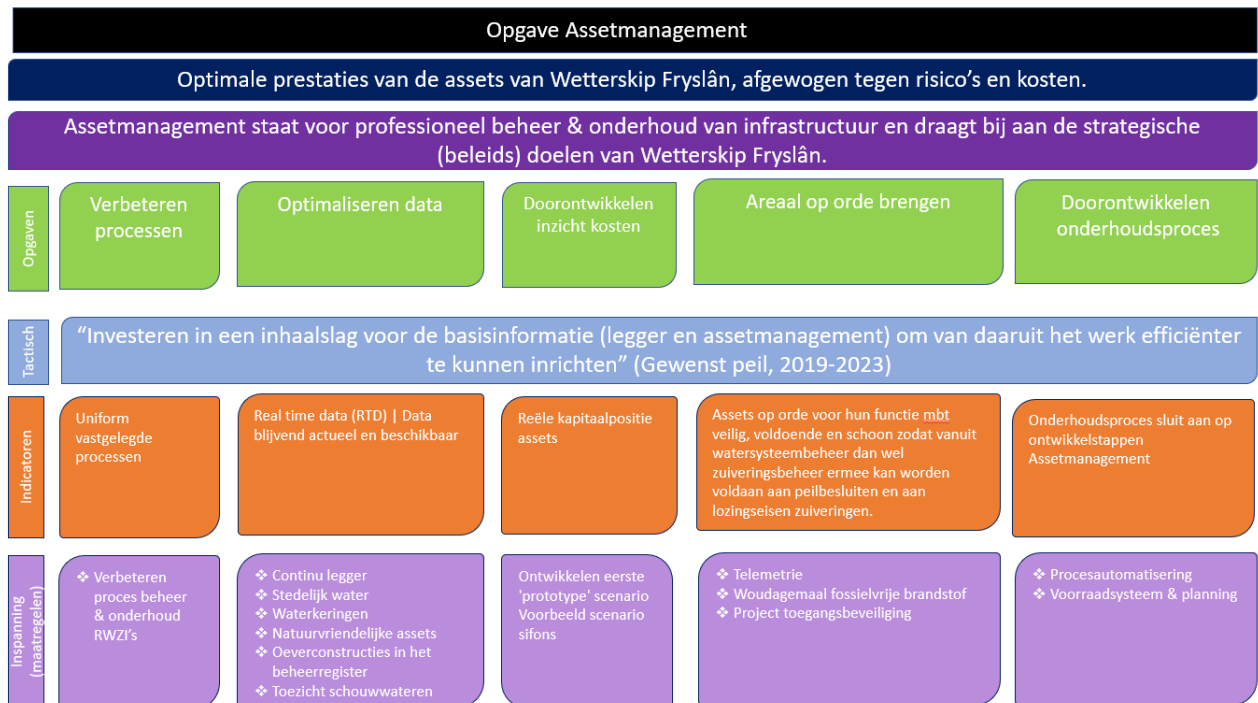 Opgave Assetmanagement
Optimale prestaties van de assets van Wetterskip Fryslân, afgewogen tegen risico's en kosten.
Assetmanagement staat voor professioneel beheer & onderhoud van infrastructuur en draagt bij aan de strategische
(beleids) doelen van Wetterskip Fryslân.
Opgaven
Verbeteren
processen
Optimaliseren data
Doorontwikkelen
inzicht kosten
Areaal op orde brengen
Doorontwikkelen
onderhoudsproces
Tactisch
“Investeren in een inhaalslag voor de basisinformatie (legger en assetmanagement) om van daaruit het werk efficiënter
te kunnen inrichten” (Gewenst peil, 2019-2023)
Indicatoren
Uniform
vastgelegde
processen
Real time data (RTD) | Data
blijvend actueel en beschikbaar
Reële kapitaalpositie
assets
Assets op orde voor hun functie mbt
veilig, voldoende en schoon zodat vanuit
watersysteembeheer dan wel
zuiveringsbeheer ermee kan worden
voldaan aan peilbesluiten en aan
lozingseisen zuiveringen.
Onderhoudsproces sluit aan op
ontwikkelstappen
Assetmanagement
Inspanning
(maatregelen)
❖ Verbeteren
proces beheer
& onderhoud
RWZI's
❖ Continu legger
❖ Stedelijk water
❖ Waterkeringen
❖ Natuurvriendelijke assets
❖ Oeverconstructies in het
beheerregister
❖ Toezicht schouwwateren
Ontwikkelen eerste
'prototype' scenario
Voorbeeld scenario
sifons
❖ Telemetrie
❖ Woudagemaal fossielvrije brandstof
❖ Project toegangsbeveiliging
❖ Procesautomatisering
❖ Voorraadsysteem & planning